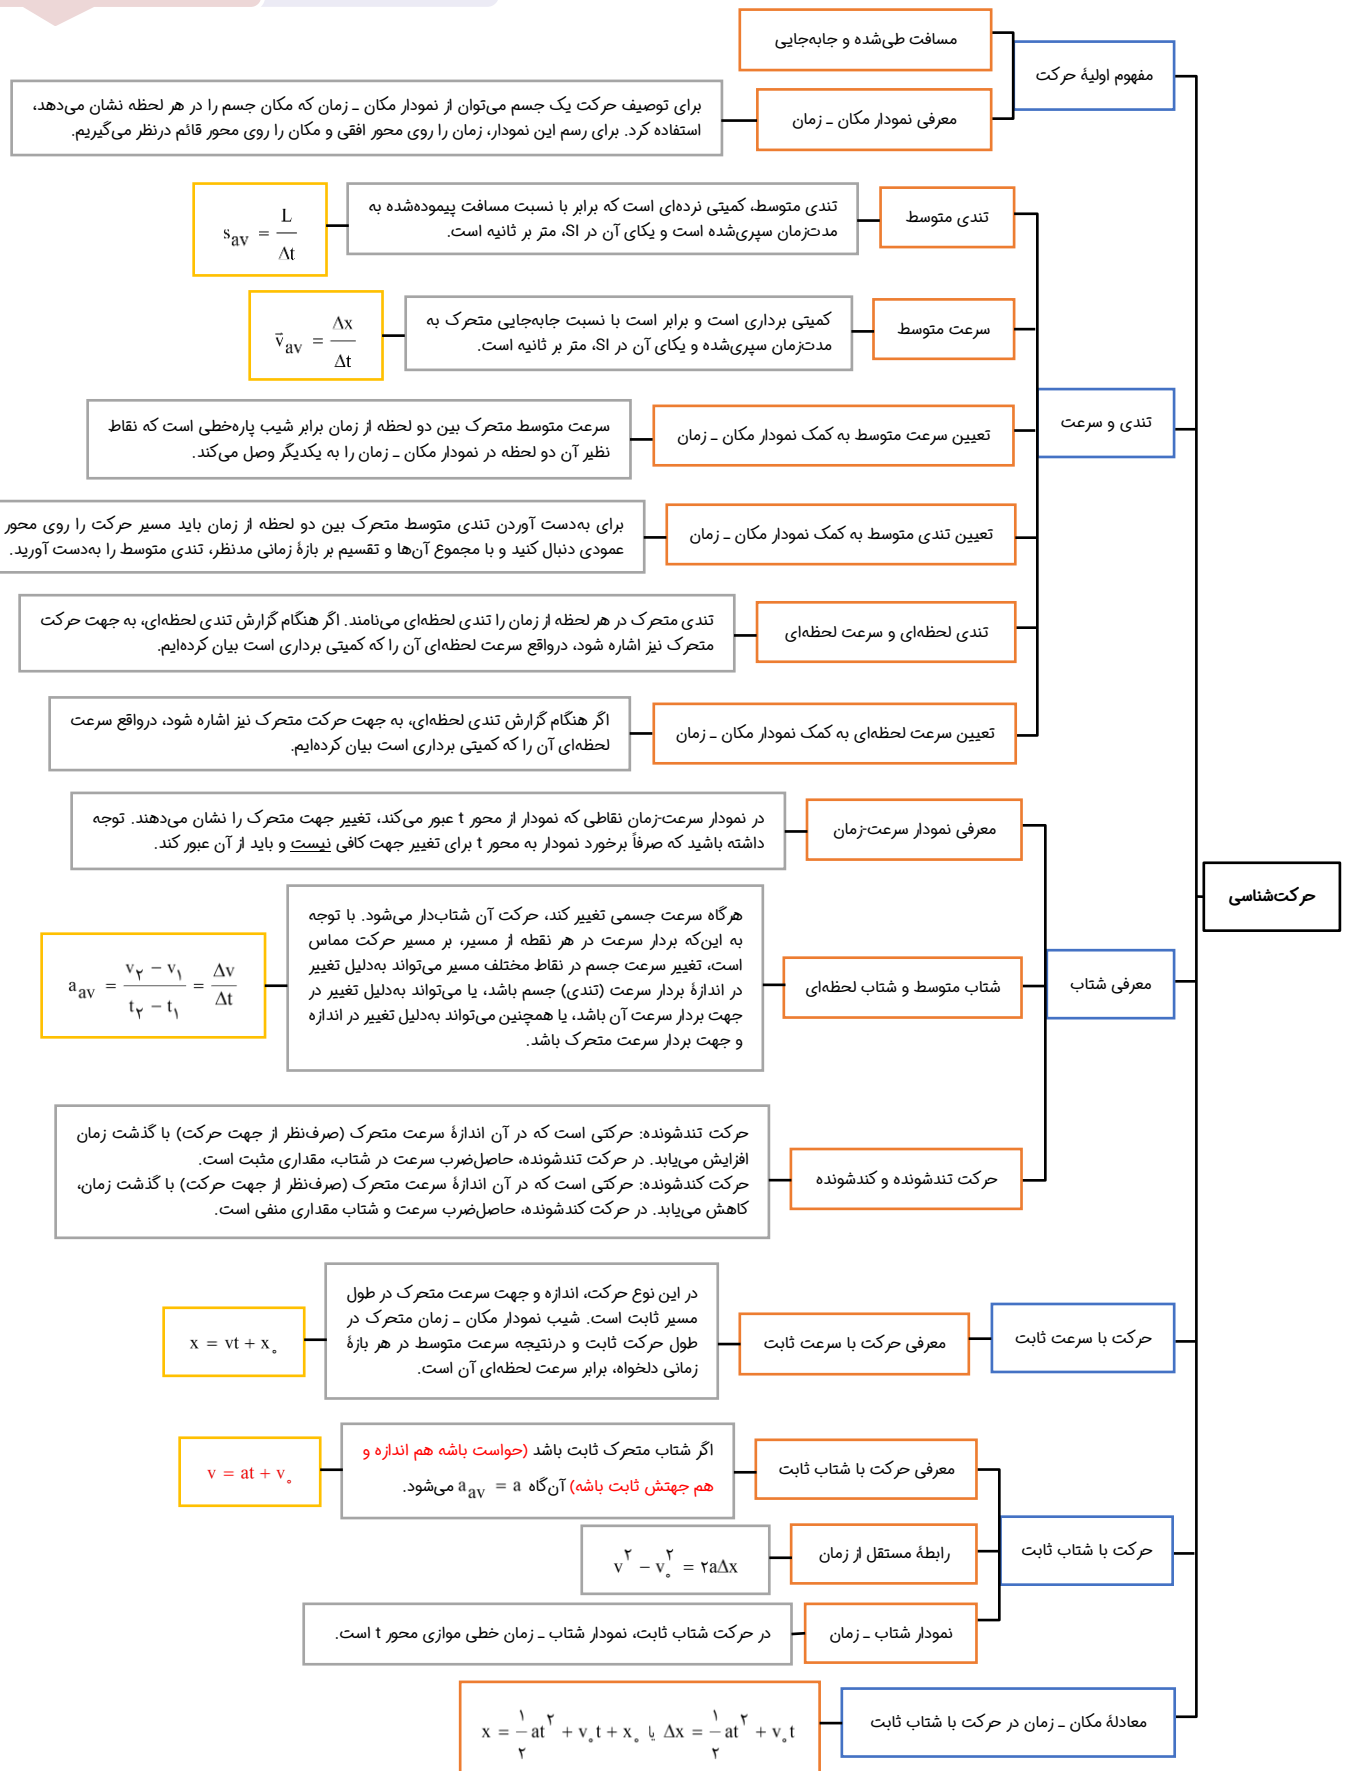 حرکت‌شناسی
مفهوم اولیۀ حرکت
مسافت طی‌شده و جابه‌جایی
معرفی نمودار مکان ـ زمان
برای توصیف حرکت یک جسم می‌توان از نمودار مکان ـ زمان که مکان جسم را در هر لحظه نشان می‌دهد،
استفاده کرد. برای رسم این نمودار، زمان را روی محور افقی و مکان را روی محور قائم درنظر می‌گیریم.
تندی و سرعت
تندی متوسط
تندی متوسط، کمیتی نرده‌ای است که برابر با نسبت مسافت پیموده‌شده به
مدت‌زمان سپری‌شده است و یکای آن در SI، متر بر ثانیه است.
s_av = L/Δt
سرعت متوسط
کمیتی برداری است و برابر است با نسبت جابه‌جایی متحرک به
مدت‌زمان سپری‌شده و یکای آن در SI، متر بر ثانیه است.
v⃗_av = Δx/Δt
تعیین سرعت متوسط به کمک نمودار مکان ـ زمان
سرعت متوسط متحرک بین دو لحظه از زمان برابر شیب پاره‌خطی است که نقاط
نظیر آن دو لحظه در نمودار مکان ـ زمان را به یکدیگر وصل می‌کند.
تعیین تندی متوسط به کمک نمودار مکان ـ زمان
برای به‌دست آوردن تندی متوسط متحرک بین دو لحظه از زمان باید مسیر حرکت را روی محور
عمودی دنبال کنید و با مجموع آن‌ها و تقسیم بر بازۀ زمانی مدنظر، تندی متوسط را به‌دست آورید.
تندی لحظه‌ای و سرعت لحظه‌ای
تندی متحرک در هر لحظه از زمان را تندی لحظه‌ای می‌نامند. اگر هنگام گزارش تندی لحظه‌ای، به جهت حرکت
متحرک نیز اشاره شود، درواقع سرعت لحظه‌ای آن را که کمیتی برداری است بیان کرده‌ایم.
تعیین سرعت لحظه‌ای به کمک نمودار مکان ـ زمان
اگر هنگام گزارش تندی لحظه‌ای، به جهت حرکت متحرک نیز اشاره شود، درواقع سرعت
لحظه‌ای آن را که کمیتی برداری است بیان کرده‌ایم.
معرفی شتاب
معرفی نمودار سرعت-زمان
در نمودار سرعت-زمان نقاطی که نمودار از محور t عبور می‌کند، تغییر جهت متحرک را نشان می‌دهند. توجه
داشته باشید که صرفاً برخورد نمودار به محور t برای تغییر جهت کافی نیست و باید از آن عبور کند.
شتاب متوسط و شتاب لحظه‌ای
هرگاه سرعت جسمی تغییر کند، حرکت آن شتاب‌دار می‌شود. با توجه
به این‌که بردار سرعت در هر نقطه از مسیر، بر مسیر حرکت مماس
است، تغییر سرعت جسم در نقاط مختلف مسیر می‌تواند به‌دلیل تغییر
در اندازۀ بردار سرعت (تندی) جسم باشد، یا می‌تواند به‌دلیل تغییر در
جهت بردار سرعت آن باشد، یا همچنین می‌تواند به‌دلیل تغییر در اندازه
و جهت بردار سرعت متحرک باشد.
a_av = (v₂ − v₁)/(t₂ − t₁) = Δv/Δt
حرکت تندشونده و کندشونده
حرکت تندشونده: حرکتی است که در آن اندازۀ سرعت متحرک (صرف‌نظر از جهت حرکت) با گذشت زمان
افزایش می‌یابد. در حرکت تندشونده، حاصل‌ضرب سرعت در شتاب، مقداری مثبت است.
حرکت کندشونده: حرکتی است که در آن اندازۀ سرعت متحرک (صرف‌نظر از جهت حرکت) با گذشت زمان،
کاهش می‌یابد. در حرکت کندشونده، حاصل‌ضرب سرعت و شتاب مقداری منفی است.
حرکت با سرعت ثابت
معرفی حرکت با سرعت ثابت
در این نوع حرکت، اندازه و جهت سرعت متحرک در طول
مسیر ثابت است. شیب نمودار مکان ـ زمان متحرک در
طول حرکت ثابت و درنتیجه سرعت متوسط در هر بازۀ
زمانی دلخواه، برابر سرعت لحظه‌ای آن است.
x = vt + x₀
حرکت با شتاب ثابت
معرفی حرکت با شتاب ثابت
اگر شتاب متحرک ثابت باشد (حواست باشه هم اندازه و
هم جهتش ثابت باشه) آن‌گاه a_av = a می‌شود.
v = at + v₀
رابطۀ مستقل از زمان
v^۲ − v₀^۲ = ۲aΔx
نمودار شتاب ـ زمان
در حرکت شتاب ثابت، نمودار شتاب ـ زمان خطی موازی محور t است.
معادلۀ مکان ـ زمان در حرکت با شتاب ثابت
x = ۱/۲ at^۲ + v₀t + x₀ یا Δx = ۱/۲ at^۲ + v₀t